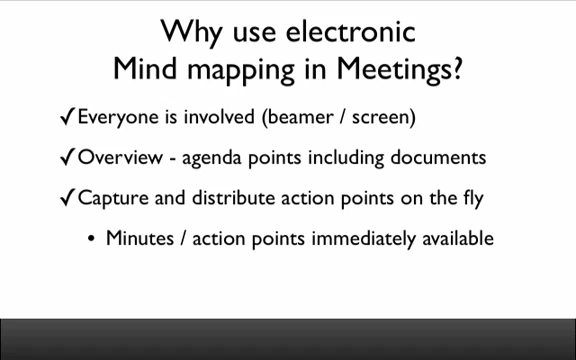 Why use electronic
Mind mapping in Meetings?
✓Everyone is involved (beamer / screen)
✓Overview - agenda points including documents
✓Capture and distribute action points on the fly
• Minutes / action points immediately available